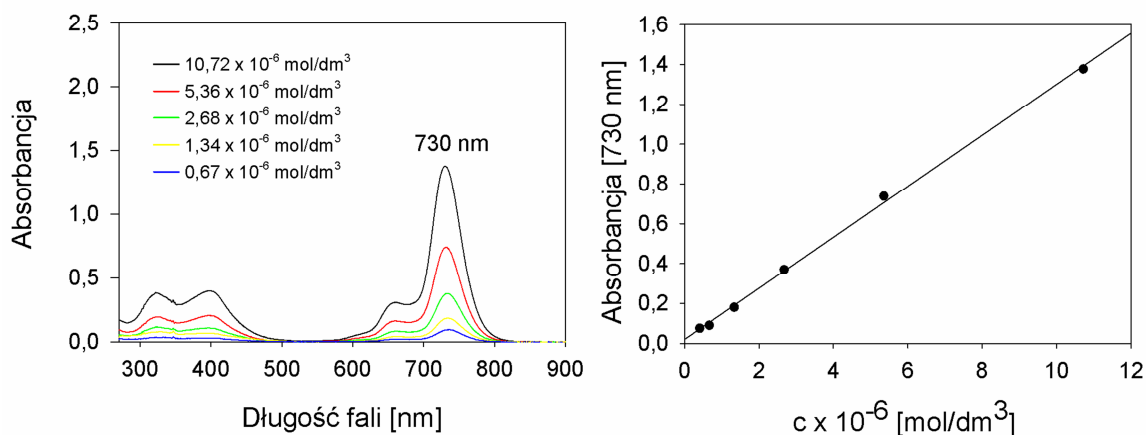 2,5
2,0
1,5
1,0
0,5
0,0
Absorbancja
10,72 x 10⁻⁶ mol/dm³
5,36 x 10⁻⁶ mol/dm³
2,68 x 10⁻⁶ mol/dm³
1,34 x 10⁻⁶ mol/dm³
0,67 x 10⁻⁶ mol/dm³
730 nm
300 400 500 600 700 800 900
Długość fali [nm]
1,6
1,4
1,2
1,0
0,8
0,6
0,4
0,2
0,0
Absorbancja [730 nm]
0 2 4 6 8 10 12
c x 10⁻⁶ [mol/dm³]